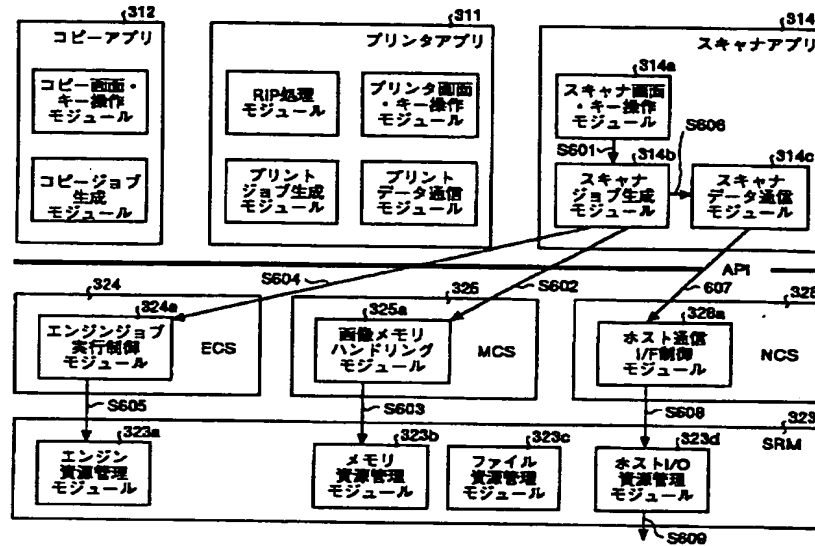 312
コピーアプリ
コピー画面・
キー操作
モジュール
コピージョブ
生成
モジュール
311
プリンタアプリ
RIP処理
モジュール
プリンタ画面
・キー操作
モジュール
プリント
ジョブ生成
モジュール
プリント
データ通信
モジュール
314
スキャナアプリ
314a
スキャナ画面
・キー操作
モジュール
S601
S606
314b
スキャナ
ジョブ生成
モジュール
314c
スキャナ
データ通信
モジュール
API
S604
S602
607
324
324a
エンジンジョブ
実行制御
モジュール
ECS
325
325a
画像メモリ
ハンドリング
モジュール
MCS
328
328a
ホスト通信
I/F制御
モジュール
NCS
S605
S603
S608
323
SRM
323a
エンジン
資源管理
モジュール
323b
メモリ
資源管理
モジュール
323c
ファイル
資源管理
モジュール
323d
ホストI/O
資源管理
モジュール
S609